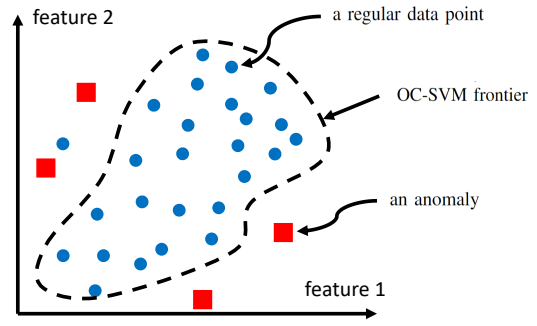 feature 2
a regular data point
OC-SVM frontier
an anomaly
feature 1